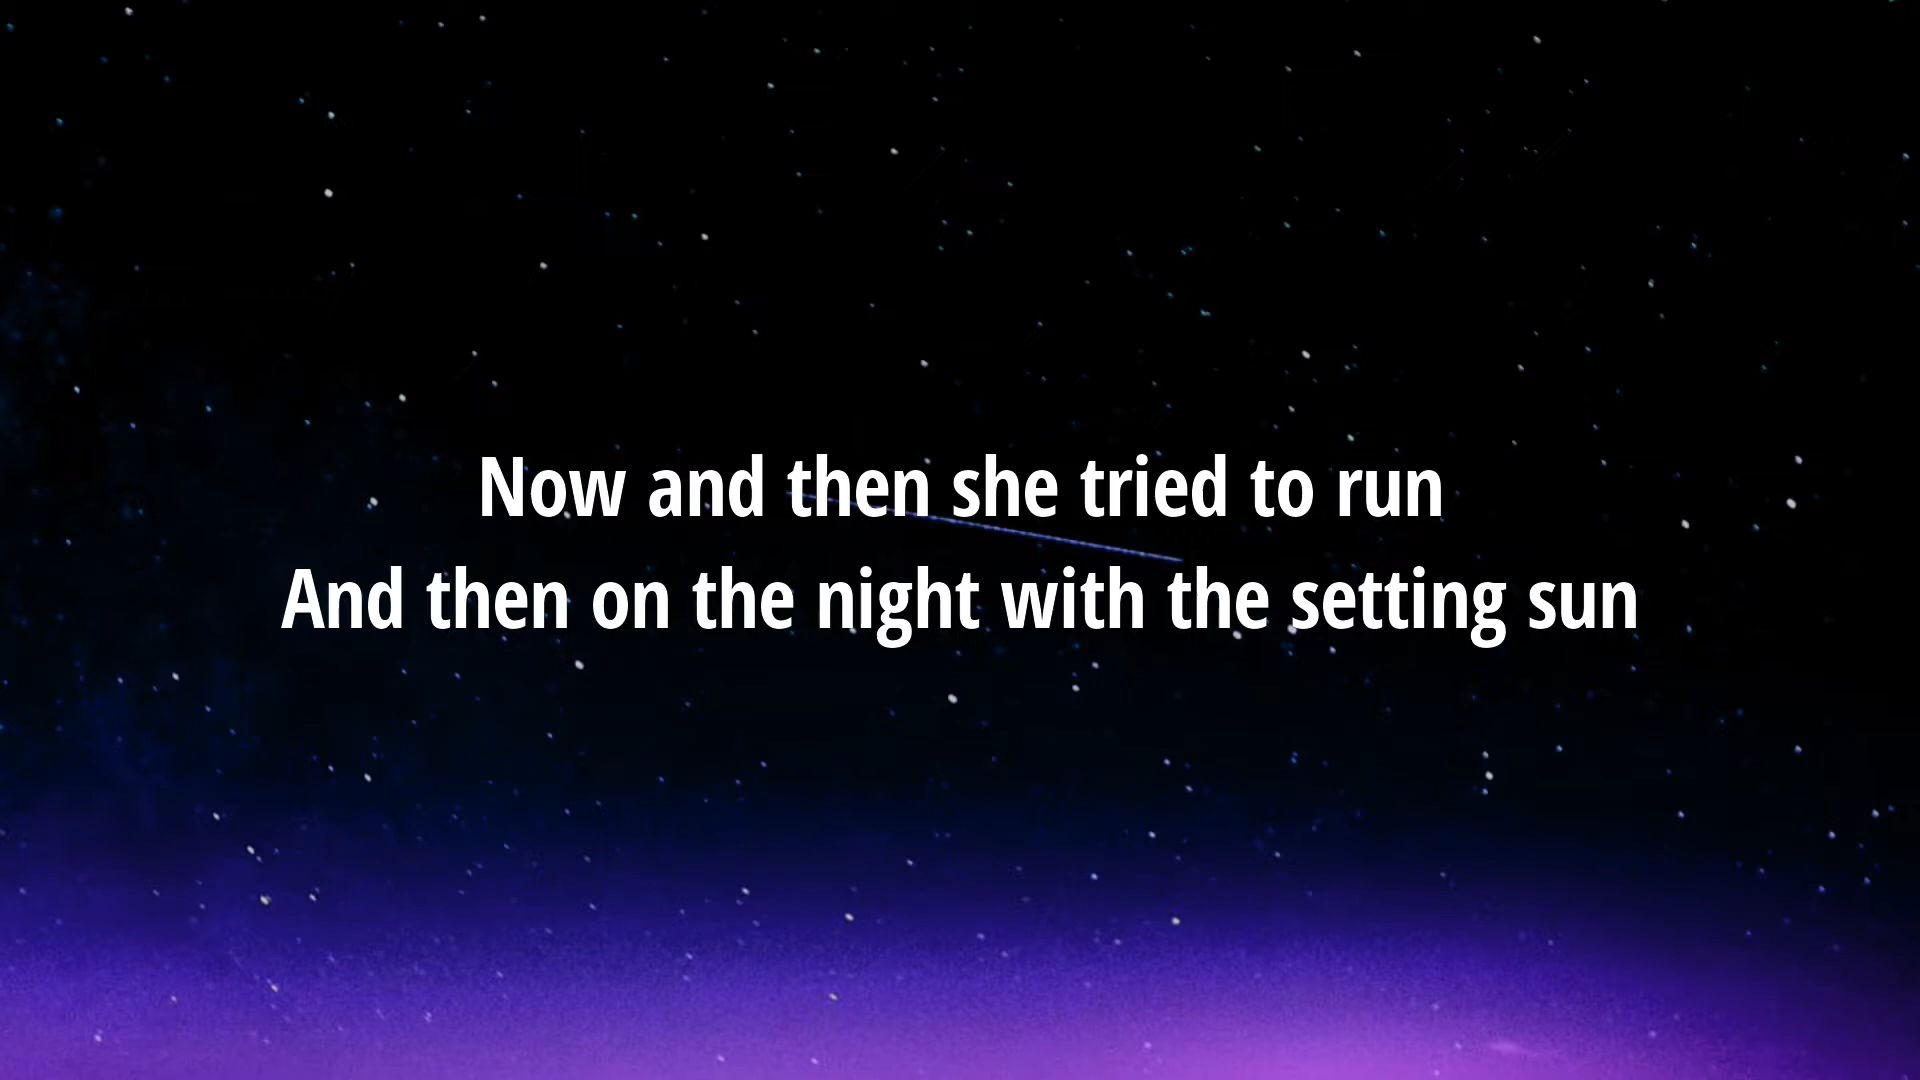 Now and then she tried to run
And then on the night with the setting sun